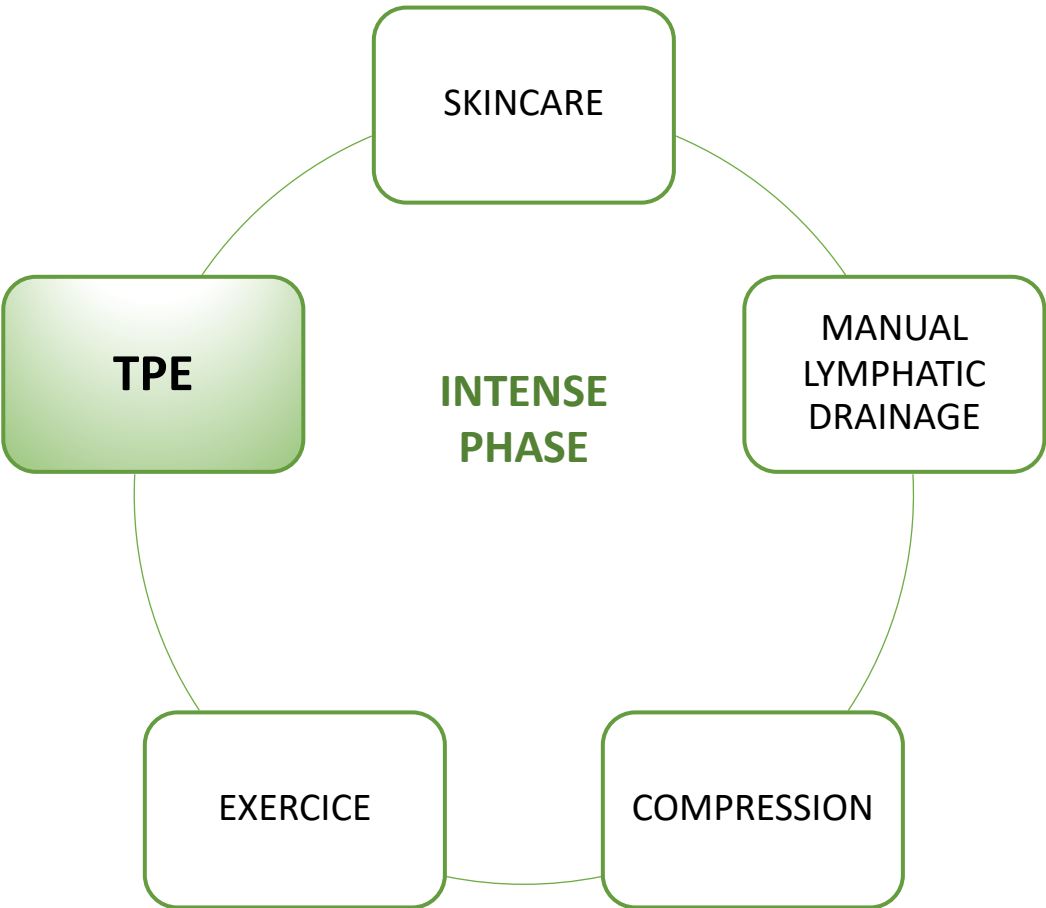 SKINCARE
TPE
INTENSE
PHASE
MANUAL
LYMPHATIC
DRAINAGE
EXERCICE
COMPRESSION